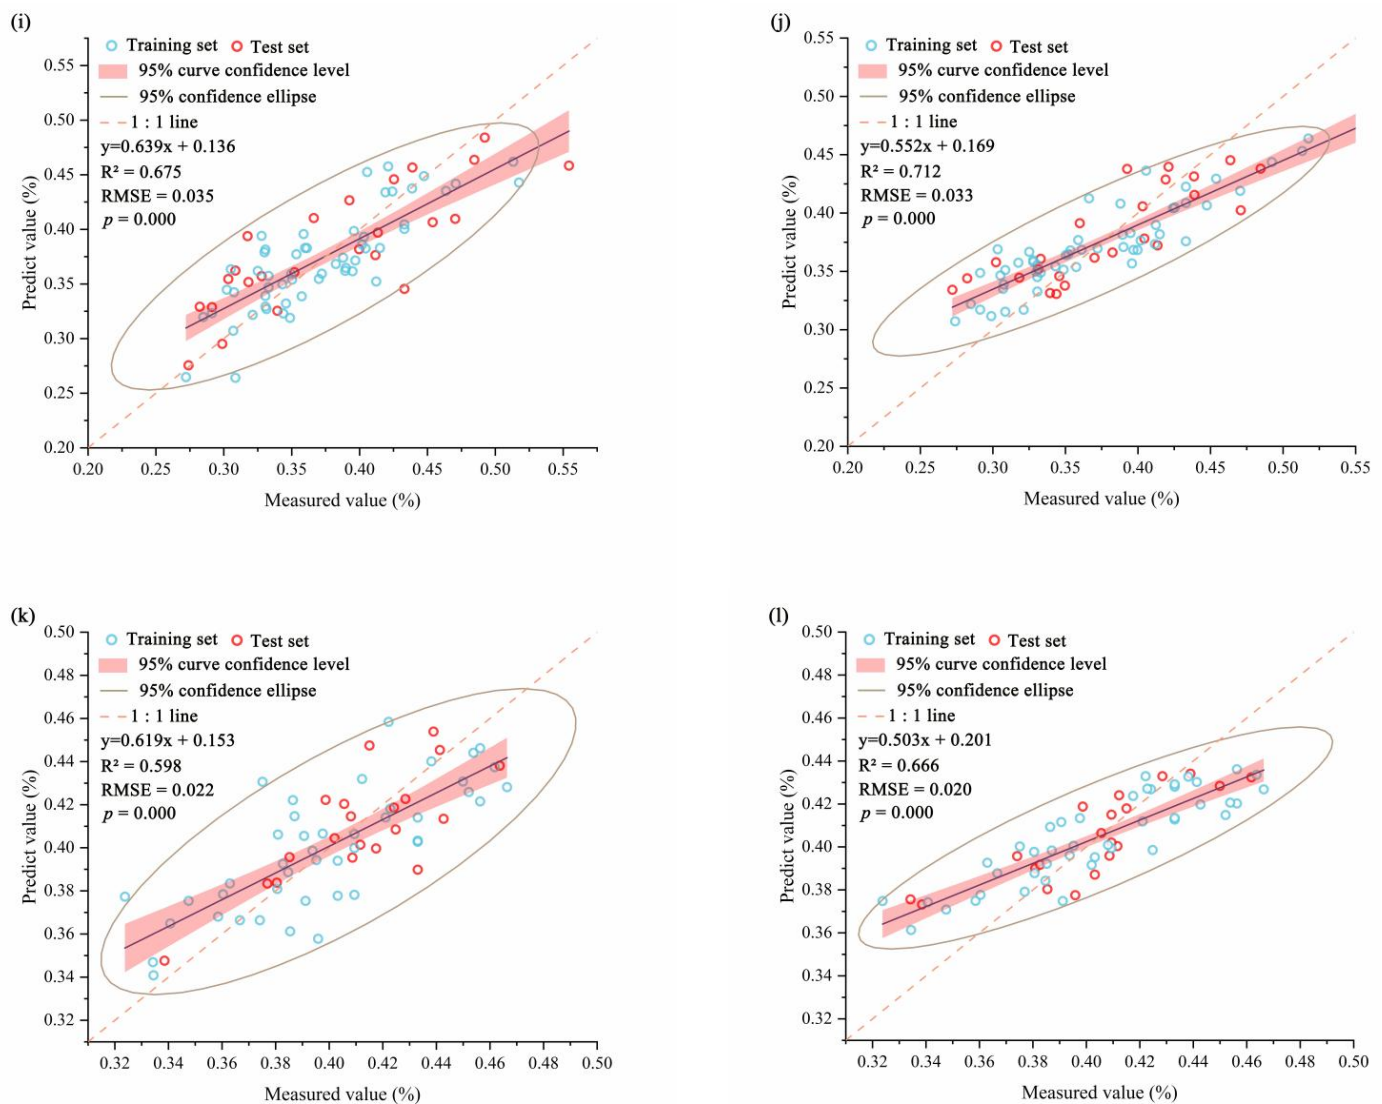 (i)
Training set Test set
95% curve confidence level
95% confidence ellipse
1 : 1 line
y=0.639x + 0.136
R² = 0.675
RMSE = 0.035
p = 0.000
Predict value (%)
0.55
0.50
0.45
0.40
0.35
0.30
0.25
0.20
0.20 0.25 0.30 0.35 0.40 0.45 0.50 0.55
Measured value (%)
(j)
0.55
Training set Test set
95% curve confidence level
95% confidence ellipse
1 : 1 line
y=0.552x + 0.169
R² = 0.712
RMSE = 0.033
p = 0.000
Predict value (%)
0.50
0.45
0.40
0.35
0.30
0.25
0.20
0.20 0.25 0.30 0.35 0.40 0.45 0.50 0.55
Measured value (%)
(k)
0.50
Training set Test set
95% curve confidence level
95% confidence ellipse
1 : 1 line
y=0.619x + 0.153
R² = 0.598
RMSE = 0.022
p = 0.000
Predict value (%)
0.48
0.46
0.44
0.42
0.40
0.38
0.36
0.34
0.32
0.32 0.34 0.36 0.38 0.40 0.42 0.44 0.46 0.48 0.50
Measured value (%)
(l)
0.50
Training set Test set
95% curve confidence level
95% confidence ellipse
1 : 1 line
y=0.503x + 0.201
R² = 0.666
RMSE = 0.020
p = 0.000
Predict value (%)
0.48
0.46
0.44
0.42
0.40
0.38
0.36
0.34
0.32
0.32 0.34 0.36 0.38 0.40 0.42 0.44 0.46 0.48 0.50
Measured value (%)